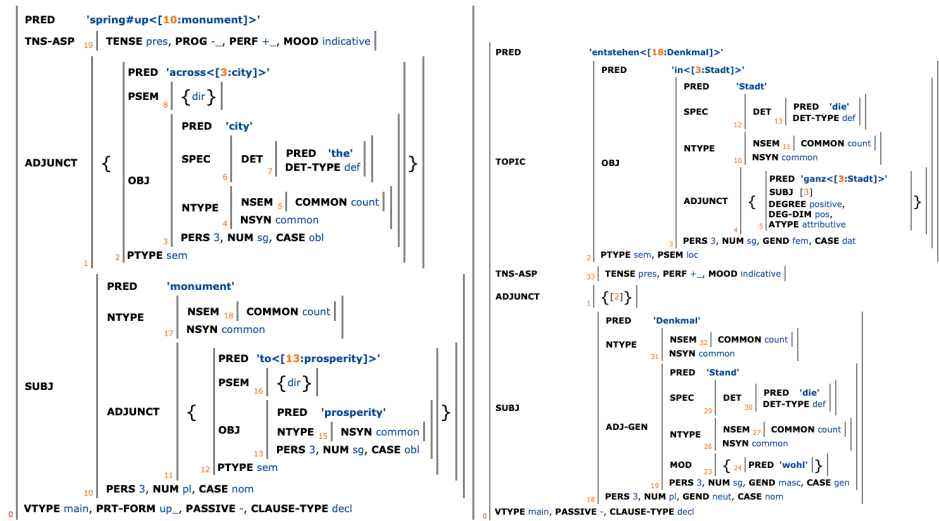 PRED 'spring#up<[10:monument]>'
TNS-ASP 19 TENSE pres, PROG -_, PERF +_, MOOD indicative
PRED 'across<[3:city]>'
PSEM 8 {dir}
PRED 'city'
SPEC 6 DET 7 PRED 'the'
DET-TYPE def
ADJUNCT {
}
OBJ
NTYPE 4 NSEM 5 COMMON count
NSYN common
3 PERS 3, NUM sg, CASE obl
1 2 PTYPE sem
PRED 'monument'
NTYPE 17 NSEM 18 COMMON count
NSYN common
PRED 'to<[13:prosperity]>'
PSEM 16 {dir}
SUBJ
ADJUNCT {
}
OBJ
PRED 'prosperity'
NTYPE 15 NSYN common
13 PERS 3, NUM sg, CASE obl
11 12 PTYPE sem
10 PERS 3, NUM pl, CASE nom
0 VTYPE main, PRT-FORM up_, PASSIVE -, CLAUSE-TYPE decl
PRED 'entstehen<[18:Denkmal]>'
PRED 'in<[3:Stadt]>'
PRED 'Stadt'
SPEC 12 DET 13 PRED 'die'
DET-TYPE def
NTYPE 10 NSEM 11 COMMON count
NSYN common
TOPIC
OBJ
PRED 'ganz<[3:Stadt]>'
SUBJ [3]
ADJUNCT 4 {
DEGREE positive,
}
DEG-DIM pos,
5 ATYPE attributive
3 PERS 3, NUM sg, GEND fem, CASE dat
2 PTYPE sem, PSEM loc
TNS-ASP 33 TENSE pres, PERF +_, MOOD indicative
ADJUNCT 1 {[2]}
PRED 'Denkmal'
NTYPE 31 NSEM 32 COMMON count
NSYN common
PRED 'Stand'
SPEC 29 DET 30 PRED 'die'
DET-TYPE def
SUBJ
ADJ-GEN
NTYPE 26 NSEM 27 COMMON count
NSYN common
MOD 23 { 24 PRED 'wohl' }
19 PERS 3, NUM sg, GEND masc, CASE gen
18 PERS 3, NUM pl, GEND neut, CASE nom
0 VTYPE main, PASSIVE -, CLAUSE-TYPE decl